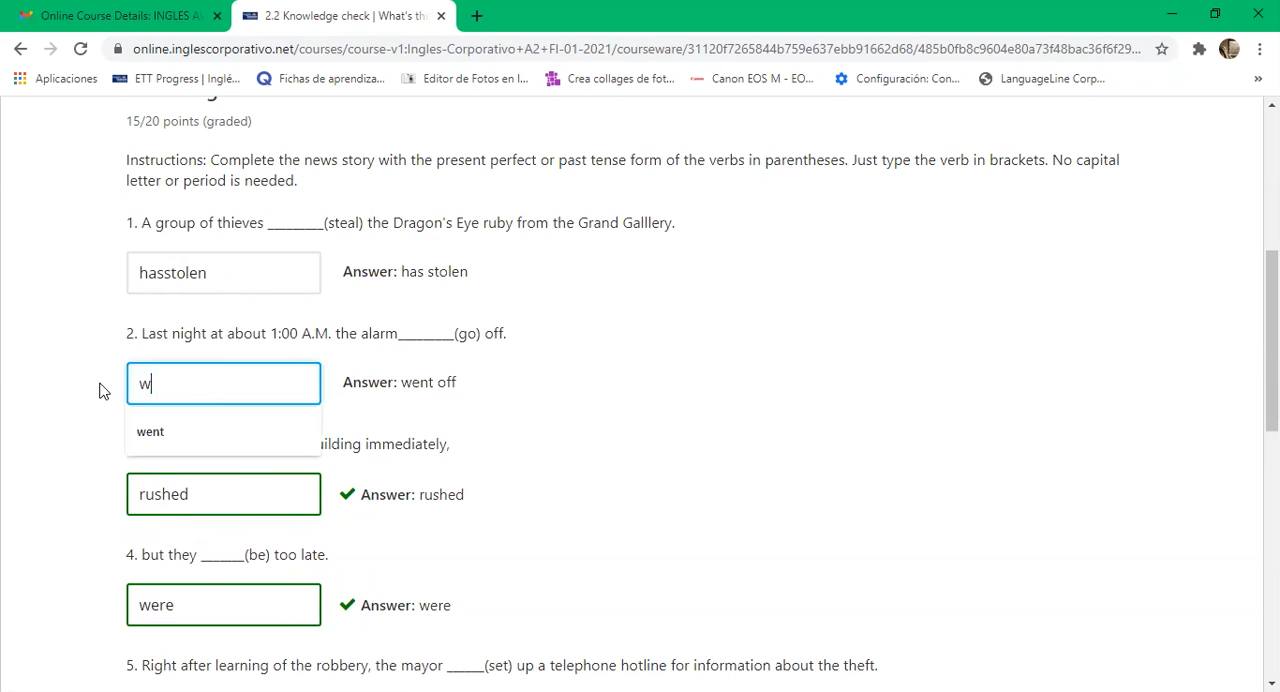 Online Course Details: INGLES A
2.2 Knowledge check | What's the
online.inglescorporativo.net/courses/course-v1:Ingles-Corporativo+A2+FI-01-2021/courseware/31120f7265844b759e637ebb91662d68/485b0fb8c9604e80a73f48bac36f6f29...
Aplicaciones
ETT Progress | Inglé...
Fichas de aprendiza...
Editor de Fotos en l...
Crea collages de fot...
Canon EOS M - EO...
Configuración: Con...
LanguageLine Corp...
»
15/20 points (graded)
Instructions: Complete the news story with the present perfect or past tense form of the verbs in parentheses. Just type the verb in brackets. No capital
letter or period is needed.
1. A group of thieves ________(steal) the Dragon's Eye ruby from the Grand Galllery.
hasstolen
Answer: has stolen
2. Last night at about 1:00 A.M. the alarm________(go) off.
w
Answer: went off
went
uilding immediately,
rushed
Answer: rushed
4. but they ______(be) too late.
were
Answer: were
5. Right after learning of the robbery, the mayor _____(set) up a telephone hotline for information about the theft.